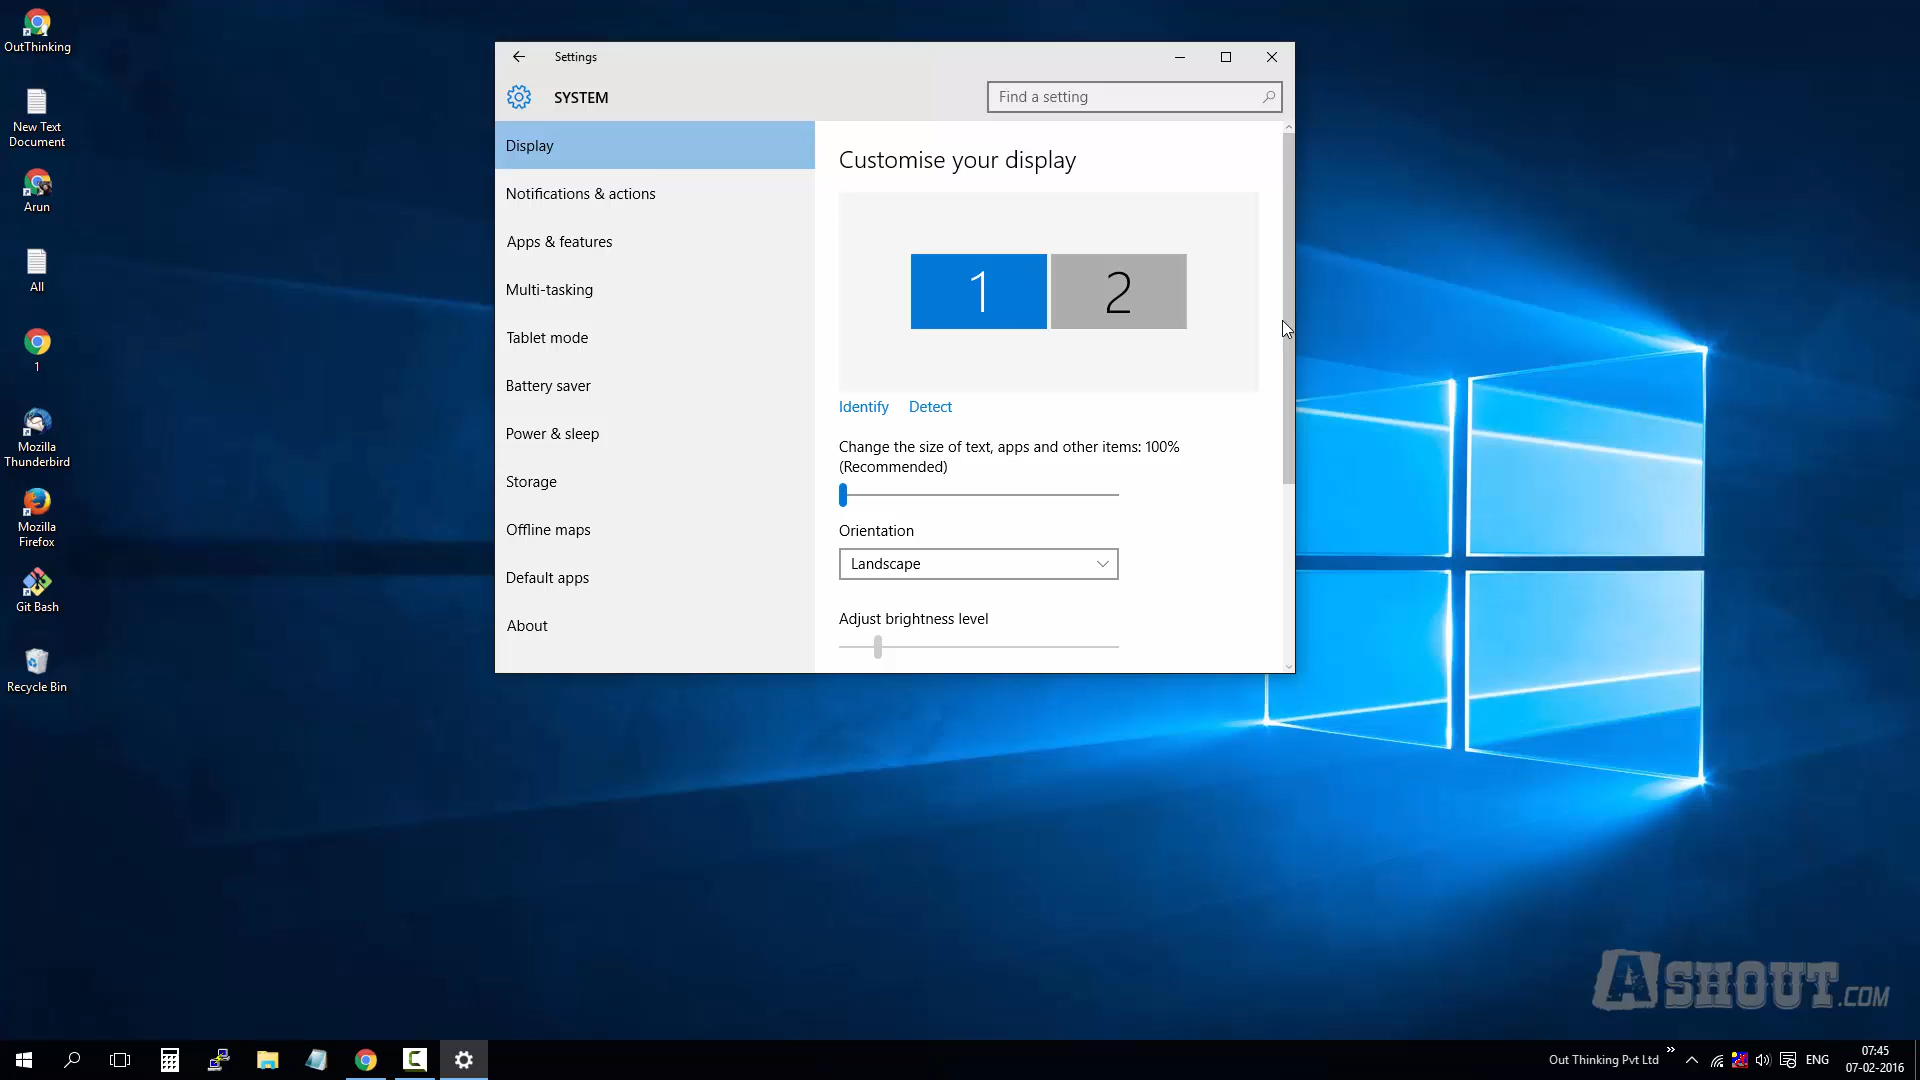 OutThinking
New Text
Document
Arun
All
1
Mozilla
Thunderbird
Mozilla
Firefox
Git Bash
Recycle Bin
Settings
SYSTEM
Find a setting
Display
Notifications & actions
Apps & features
Multi-tasking
Tablet mode
Battery saver
Power & sleep
Storage
Offline maps
Default apps
About
Customise your display
1
2
Identify Detect
Change the size of text, apps and other items: 100%
(Recommended)
Orientation
Landscape
Adjust brightness level
ASHOUT.COM
Out Thinking Pvt Ltd
ENG
07:45
07-02-2016